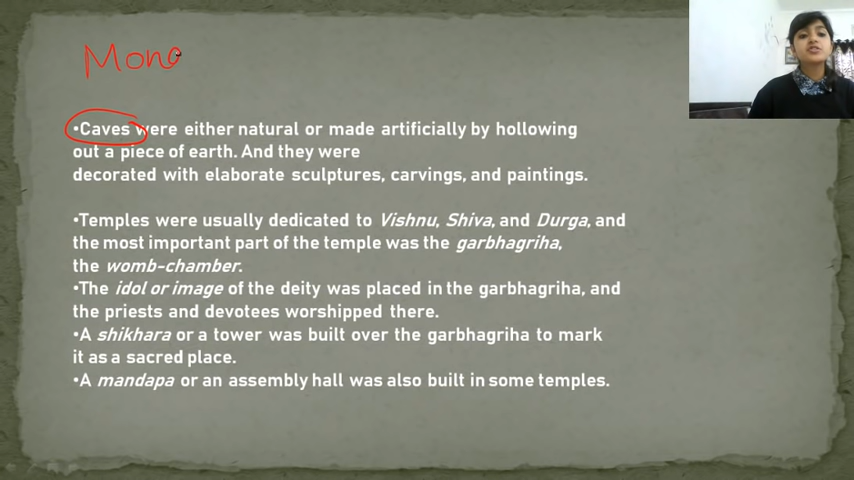 Mono
•Caves were either natural or made artificially by hollowing
out a piece of earth. And they were
decorated with elaborate sculptures, carvings, and paintings.
•Temples were usually dedicated to Vishnu, Shiva, and Durga, and
the most important part of the temple was the garbhagriha,
the womb-chamber.
•The idol or image of the deity was placed in the garbhagriha, and
the priests and devotees worshipped there.
•A shikhara or a tower was built over the garbhagriha to mark
it as a sacred place.
•A mandapa or an assembly hall was also built in some temples.